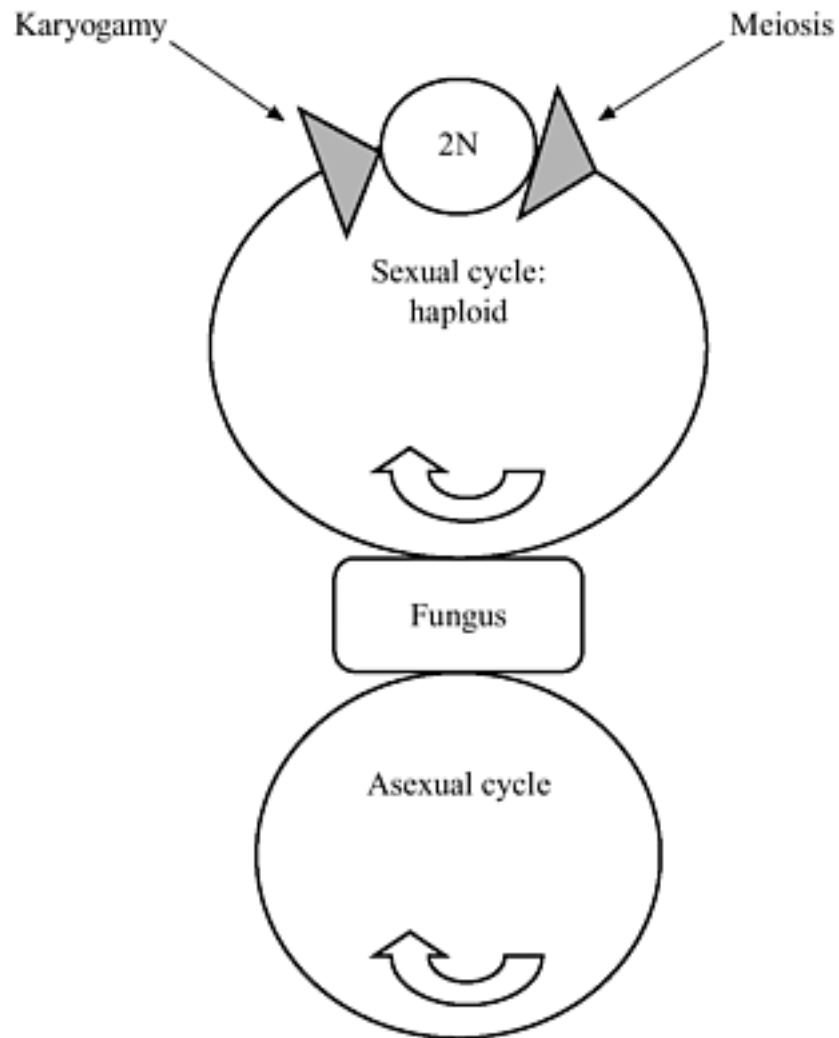 Karyogamy
Meiosis
2N
Sexual cycle:
haploid
Fungus
Asexual cycle